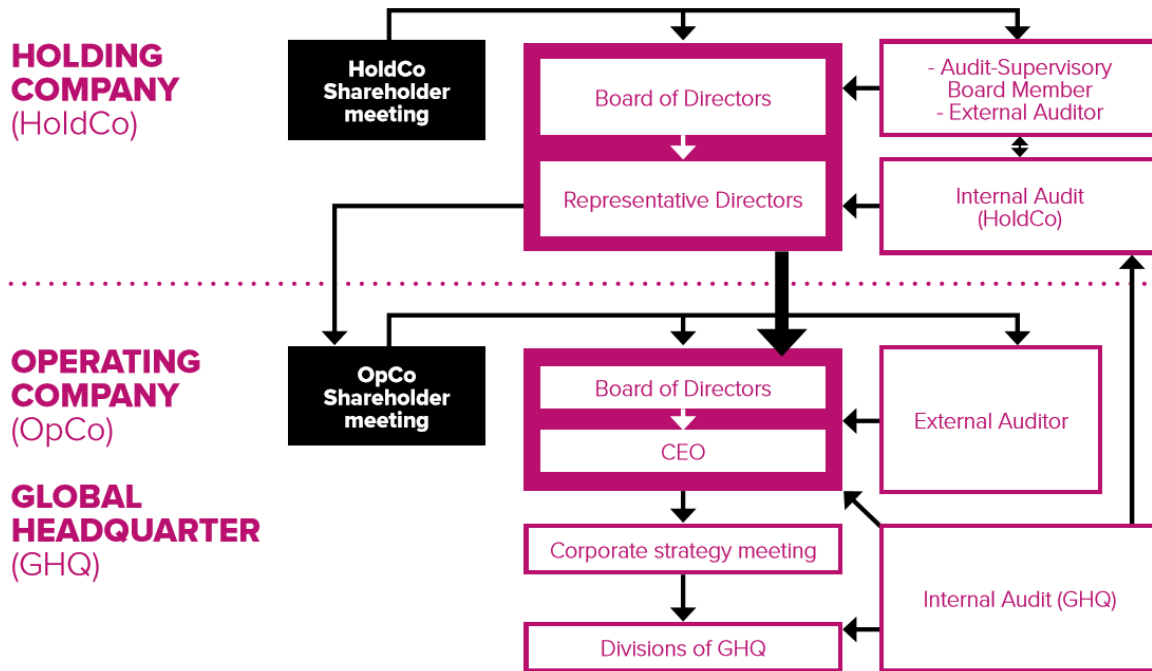 HOLDING
COMPANY
(HoldCo)
HoldCo
Shareholder
meeting
Board of Directors
Representative Directors
- Audit-Supervisory
Board Member
- External Auditor
Internal Audit
(HoldCo)
OPERATING
COMPANY
(OpCo)
OpCo
Shareholder
meeting
Board of Directors
CEO
External Auditor
GLOBAL
HEADQUARTER
(GHQ)
Corporate strategy meeting
Divisions of GHQ
Internal Audit (GHQ)